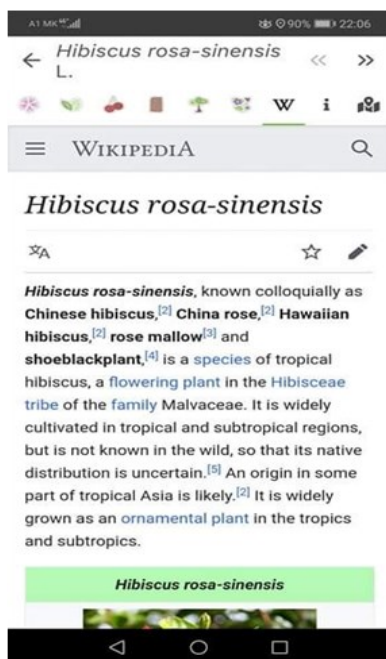 A1 MK 4G 90% 22:06
Hibiscus rosa-sinensis
L.
W i
WIKIPEDIA
Hibiscus rosa-sinensis
Hibiscus rosa-sinensis, known colloquially as
Chinese hibiscus,[2] China rose,[2] Hawaiian
hibiscus,[2] rose mallow[3] and
shoeblackplant,[4] is a species of tropical
hibiscus, a flowering plant in the Hibisceae
tribe of the family Malvaceae. It is widely
cultivated in tropical and subtropical regions,
but is not known in the wild, so that its native
distribution is uncertain.[5] An origin in some
part of tropical Asia is likely.[2] It is widely
grown as an ornamental plant in the tropics
and subtropics.
Hibiscus rosa-sinensis